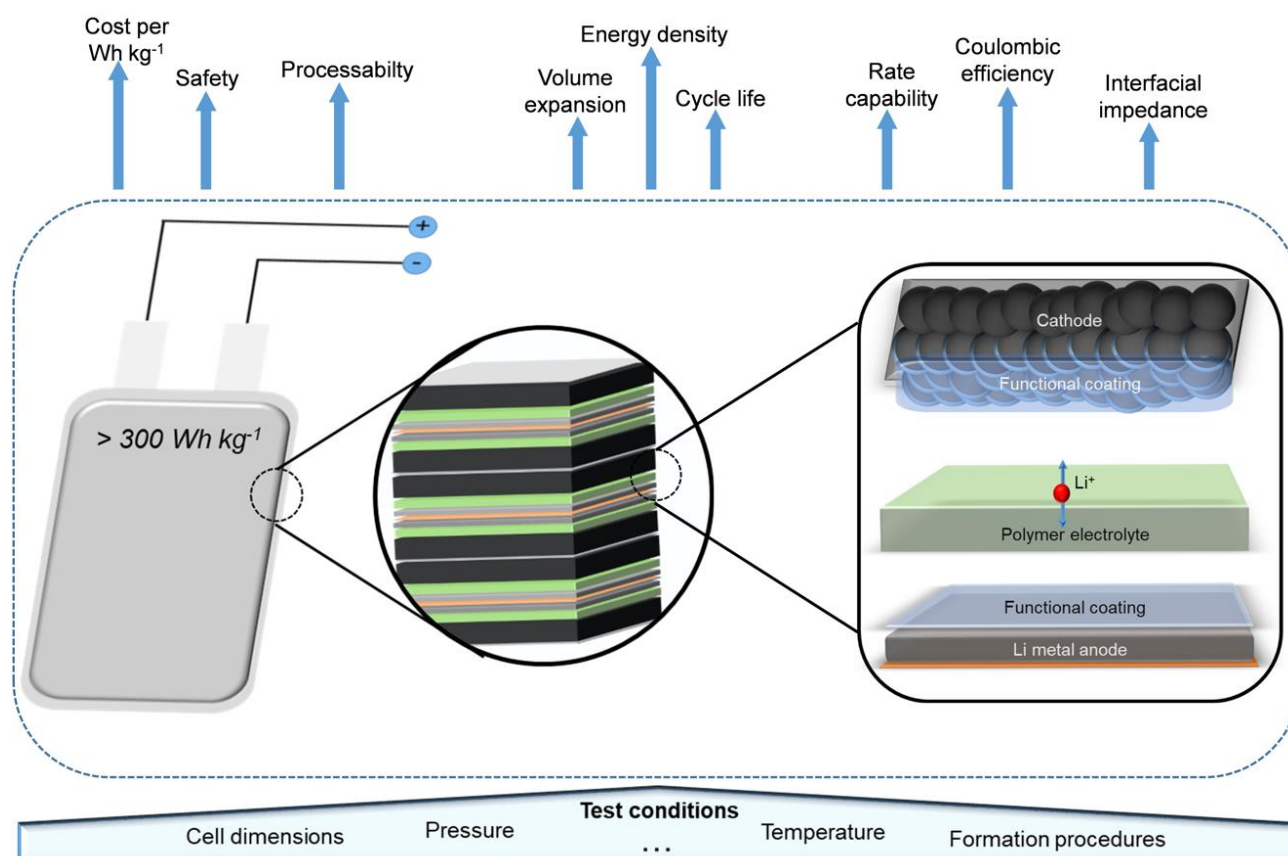 Cost per
Wh kg⁻¹
Safety
Processabilty
Volume
expansion
Energy density
Cycle life
Rate
capability
Coulombic
efficiency
Interfacial
impedance
+
-
> 300 Wh kg⁻¹
Cathode
Functional coating
Li⁺
Polymer electrolyte
Functional coating
Li metal anode
Test conditions
Cell dimensions
Pressure
...
Temperature
Formation procedures